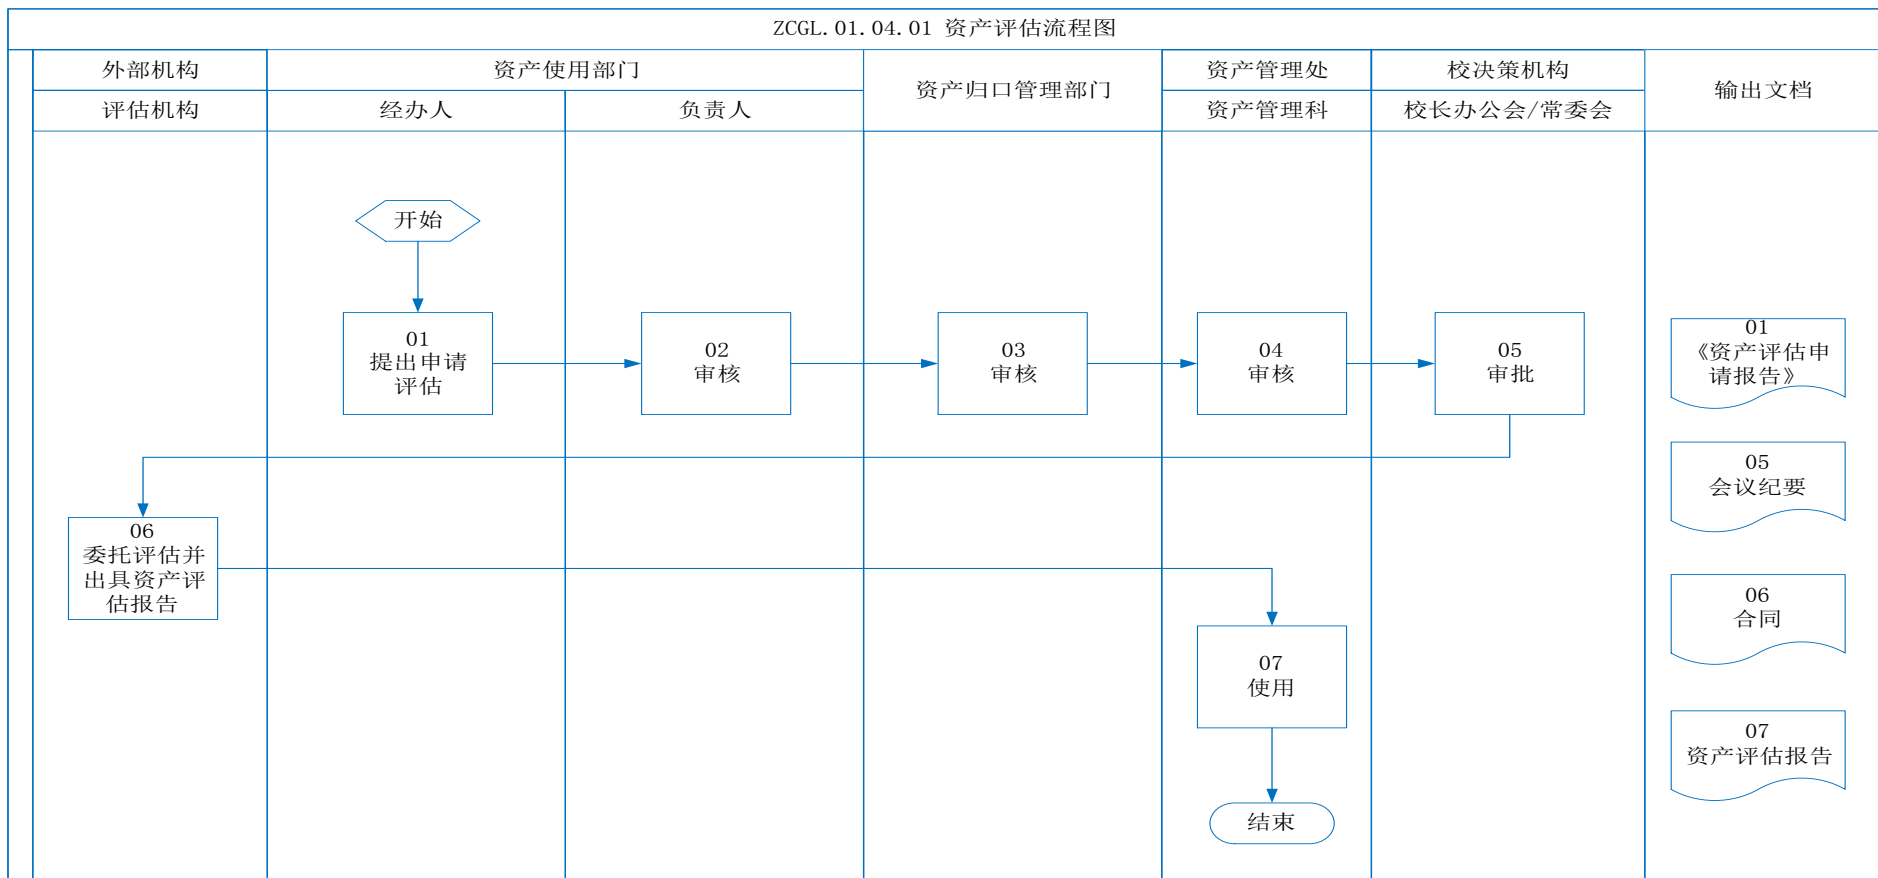 ZCGL.01.04.01 资产评估流程图
外部机构
资产使用部门
资产归口管理部门
资产管理处
校决策机构
输出文档
评估机构
经办人
负责人
资产管理科
校长办公会/常委会
开始
01
提出申请
评估
02
审核
03
审核
04
审核
05
审批
01
《资产评估申
请报告》
05
会议纪要
06
委托评估并
出具资产评
估报告
06
合同
07
使用
07
资产评估报告
结束